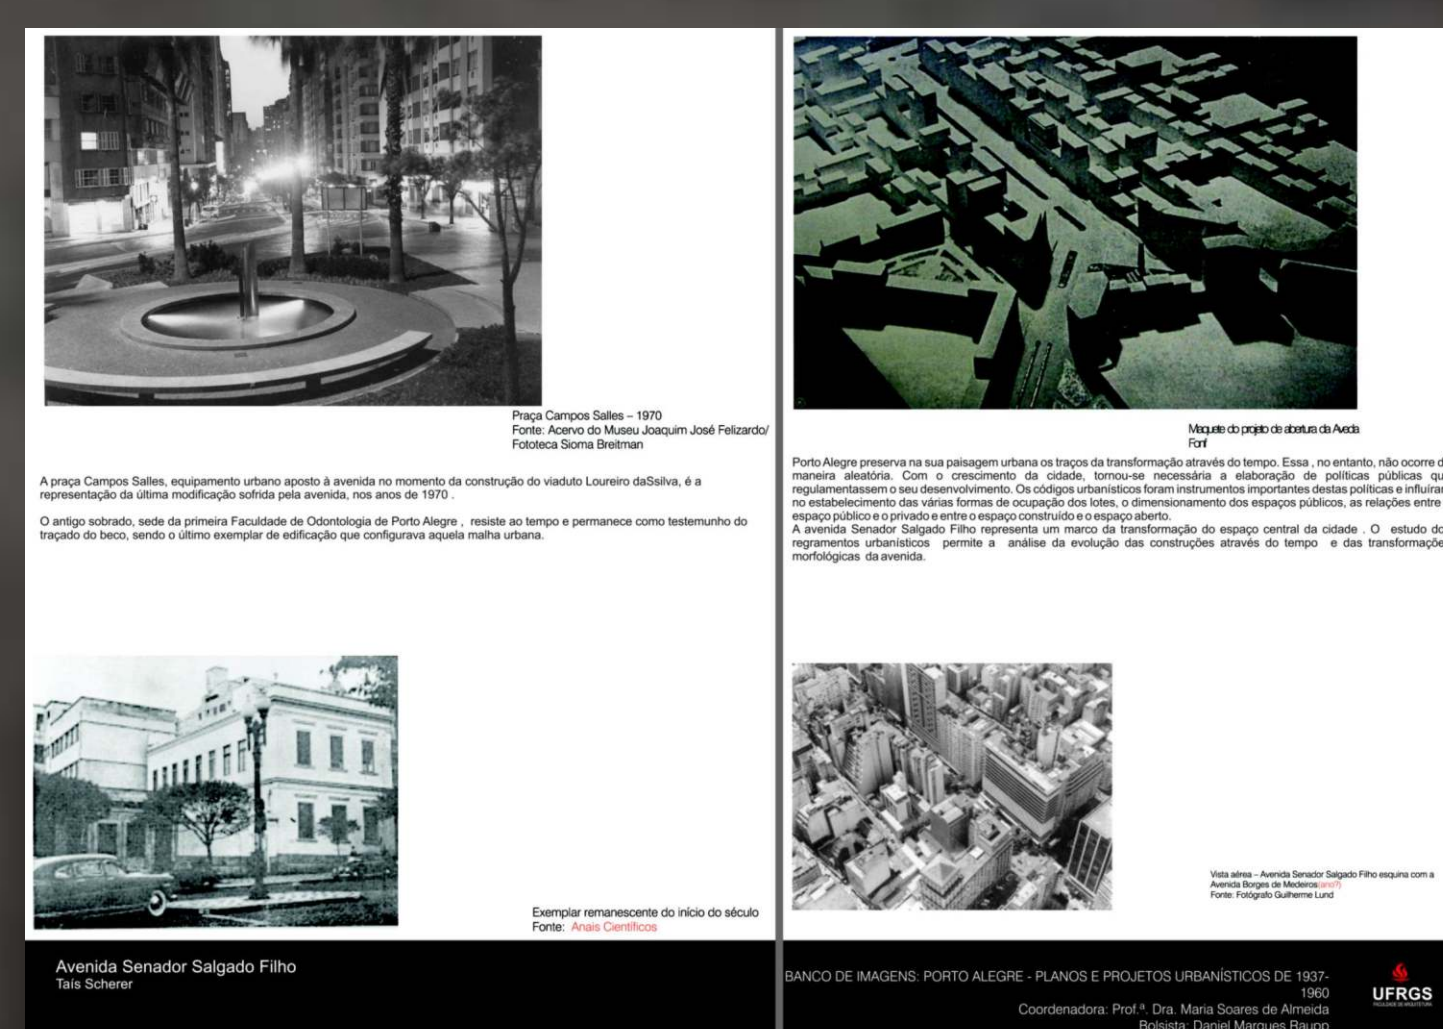 Praça Campos Salles – 1970
Fonte: Acervo do Museu Joaquim José Felizardo/
Fototeca Sioma Breitman
A praça Campos Salles, equipamento urbano aposto à avenida no momento da construção do viaduto Loureiro daSsilva, é a
representação da última modificação sofrida pela avenida, nos anos de 1970 .
O antigo sobrado, sede da primeira Faculdade de Odontologia de Porto Alegre , resiste ao tempo e permanece como testemunho do
traçado do beco, sendo o último exemplar de edificação que configurava aquela malha urbana.
Exemplar remanescente do início do século
Fonte: Anais Científicos
Avenida Senador Salgado Filho
Taís Scherer
Maquete do projeto de abertura da Aveda
Fonf
Porto Alegre preserva na sua paisagem urbana os traços da transformação através do tempo. Essa , no entanto, não ocorre d
maneira aleatória. Com o crescimento da cidade, tornou-se necessária a elaboração de políticas públicas qu
regulamentassem o seu desenvolvimento. Os códigos urbanísticos foram instrumentos importantes destas políticas e influíra
no estabelecimento das várias formas de ocupação dos lotes, o dimensionamento dos espaços públicos, as relações entre
espaço público e o privado e entre o espaço construído e o espaço aberto.
A avenida Senador Salgado Filho representa um marco da transformação do espaço central da cidade . O estudo do
regramentos urbanísticos permite a análise da evolução das construções através do tempo e das transformaçõe
morfológicas da avenida.
Vista aérea – Avenida Senador Salgado Filho esquina com a
Avenida Borges de Medeiros(ano?)
Fonte: Fotógrafo Guilherme Lund
BANCO DE IMAGENS: PORTO ALEGRE - PLANOS E PROJETOS URBANÍSTICOS DE 1937-
1960
Coordenadora: Prof.ª. Dra. Maria Soares de Almeida
Bolsista: Daniel Marques Raupp
UFRGS
FACULDADE DE ARQUITETURA